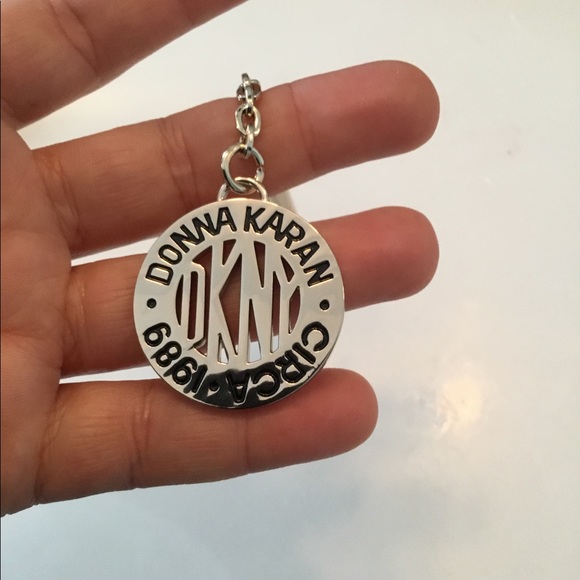 DONNA KARAN
DKNY
CIRCA · 1989